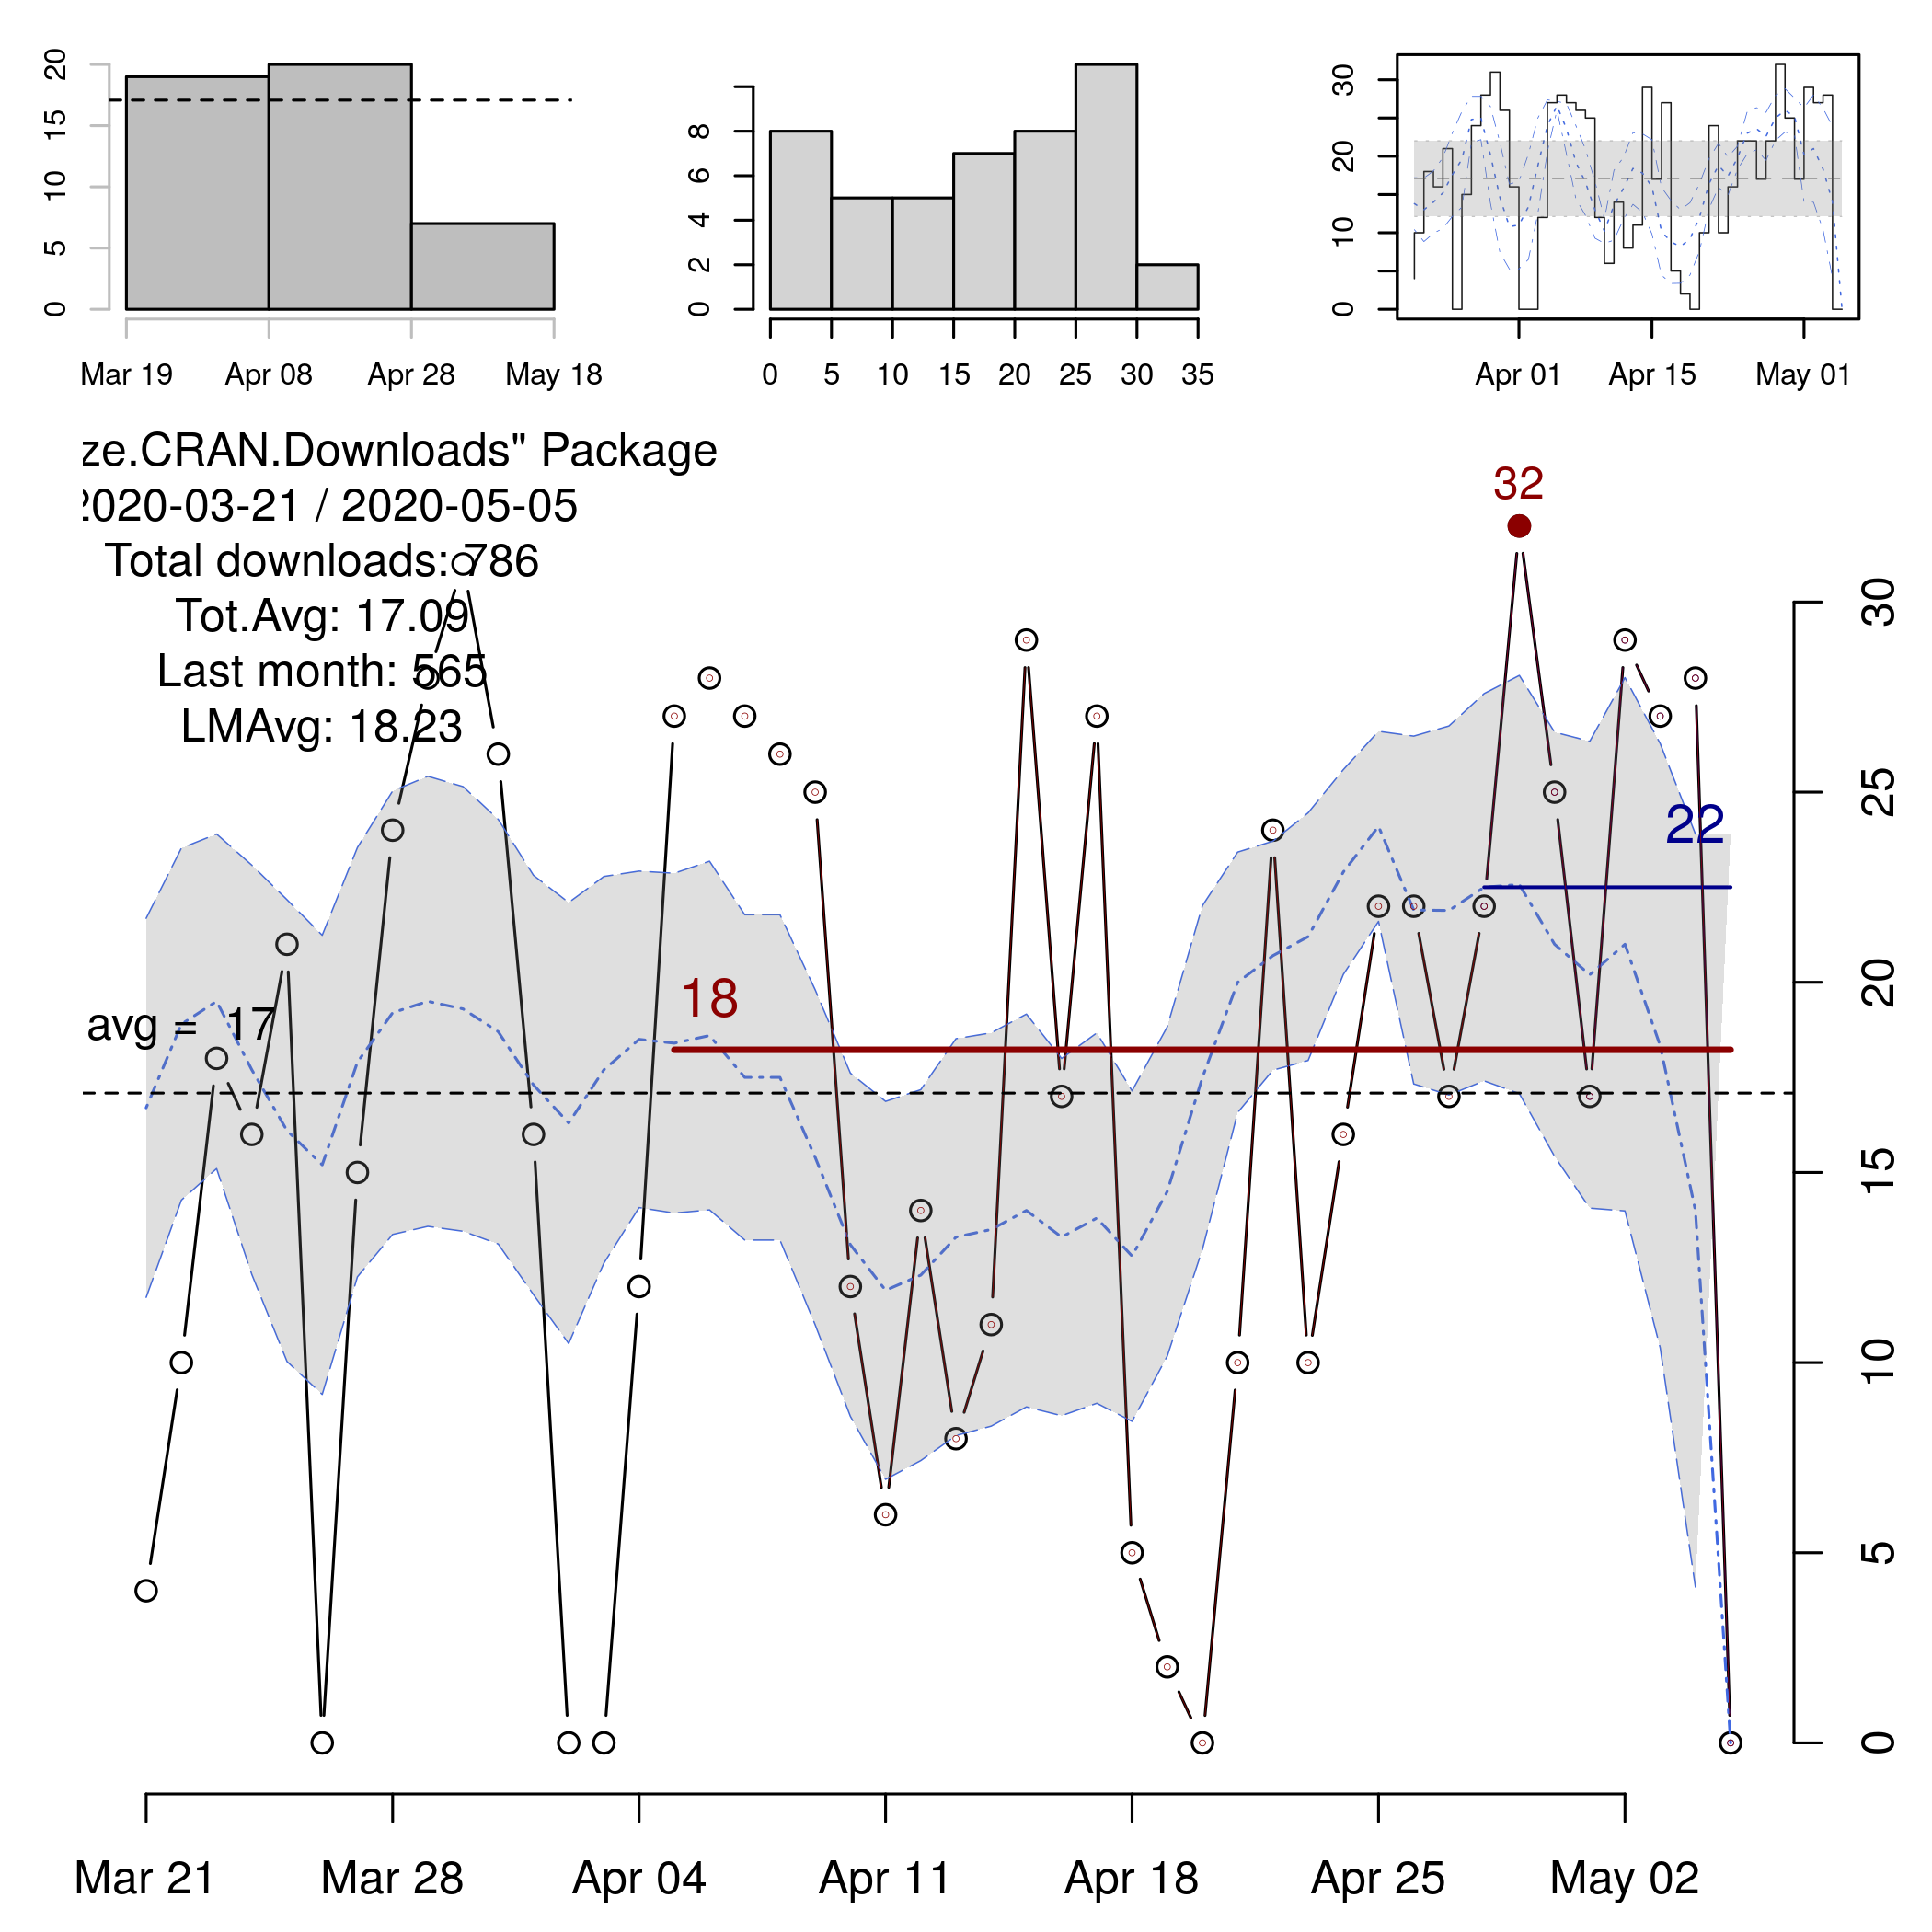 20
15
10
5
0
Mar 19 Apr 08 Apr 28 May 18
8
6
4
2
0
0 5 10 15 20 25 30 35
30
20
10
0
Apr 01 Apr 15 May 01
ze.CRAN.Downloads" Package
2020-03-21 / 2020-05-05
Total downloads: 786
Tot.Avg: 17.09
Last month: 565
LMAvg: 18.23
32
22
18
avg = 17
30
25
20
15
10
5
0
Mar 21 Mar 28 Apr 04 Apr 11 Apr 18 Apr 25 May 02